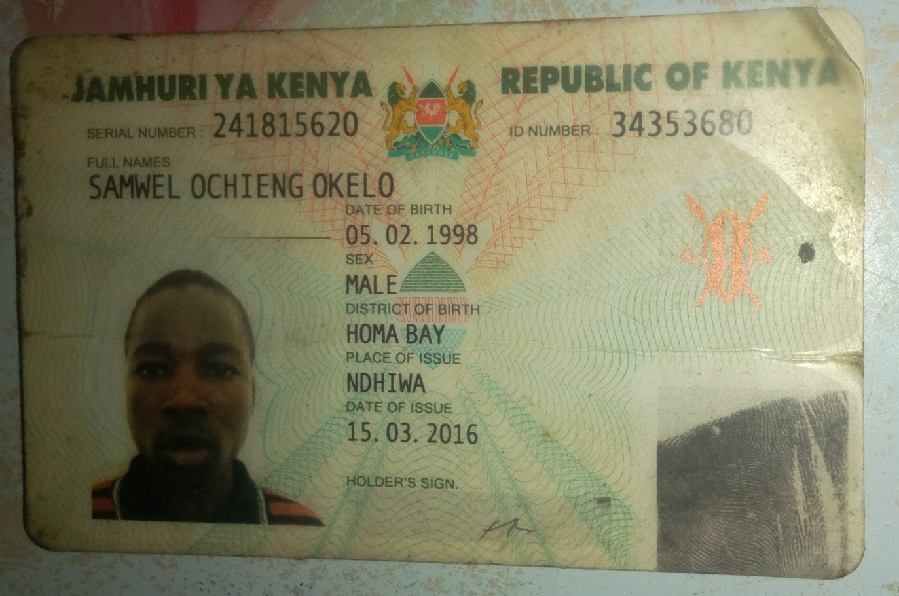 JAMHURI YA KENYA
REPUBLIC OF KENYA
SERIAL NUMBER : 241815620
ID NUMBER : 34353680
FULL NAMES
SAMWEL OCHIENG OKELO
DATE OF BIRTH
05. 02. 1998
SEX
MALE
DISTRICT OF BIRTH
HOMA BAY
PLACE OF ISSUE
NDHIWA
DATE OF ISSUE
15. 03. 2016
HOLDER'S SIGN.